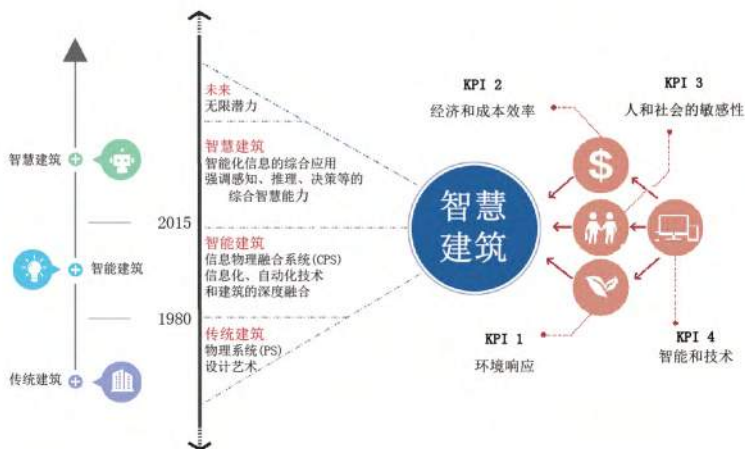 智慧建筑
智能建筑
传统建筑
2015
1980
未来
无限潜力
智慧建筑
智能化信息的综合应用
强调感知、推理、决策等的
综合智慧能力
智能建筑
信息物理融合系统(CPS)
信息化、自动化技术
和建筑的深度融合
传统建筑
物理系统(PS)
设计艺术
智慧
建筑
KPI 2
经济和成本效率
KPI 3
人和社会的敏感性
$
KPI 1
环境响应
KPI 4
智能和技术